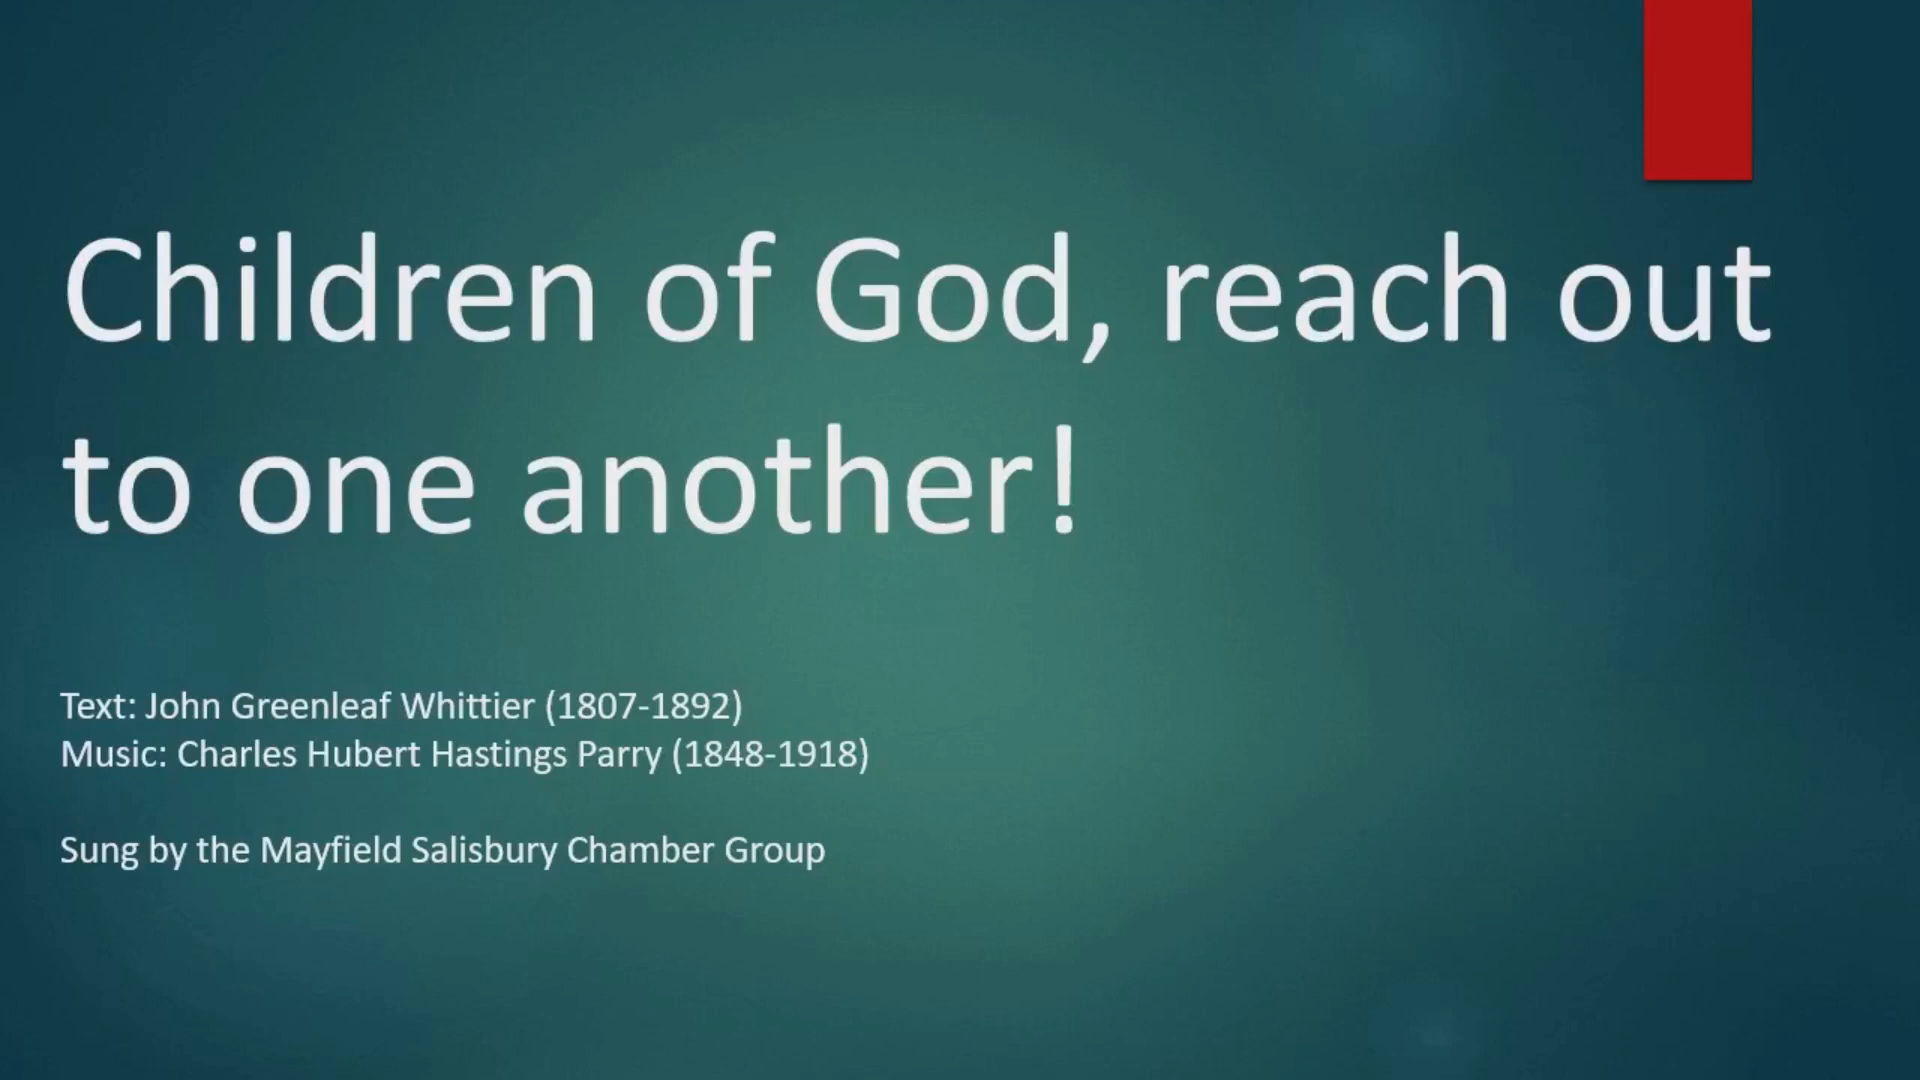 Children of God, reach out
to one another!
Text: John Greenleaf Whittier (1807-1892)
Music: Charles Hubert Hastings Parry (1848-1918)
Sung by the Mayfield Salisbury Chamber Group